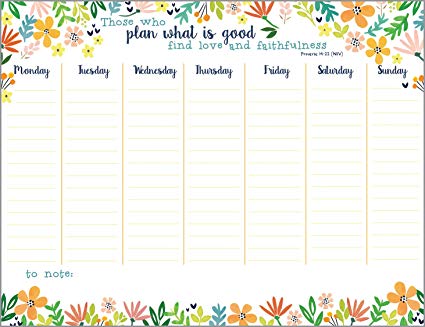 Those who
plan what is good
find love and faithfulness
Proverbs 14:22 (NIV)
Monday Tuesday Wednesday Thursday Friday Saturday Sunday
to note: